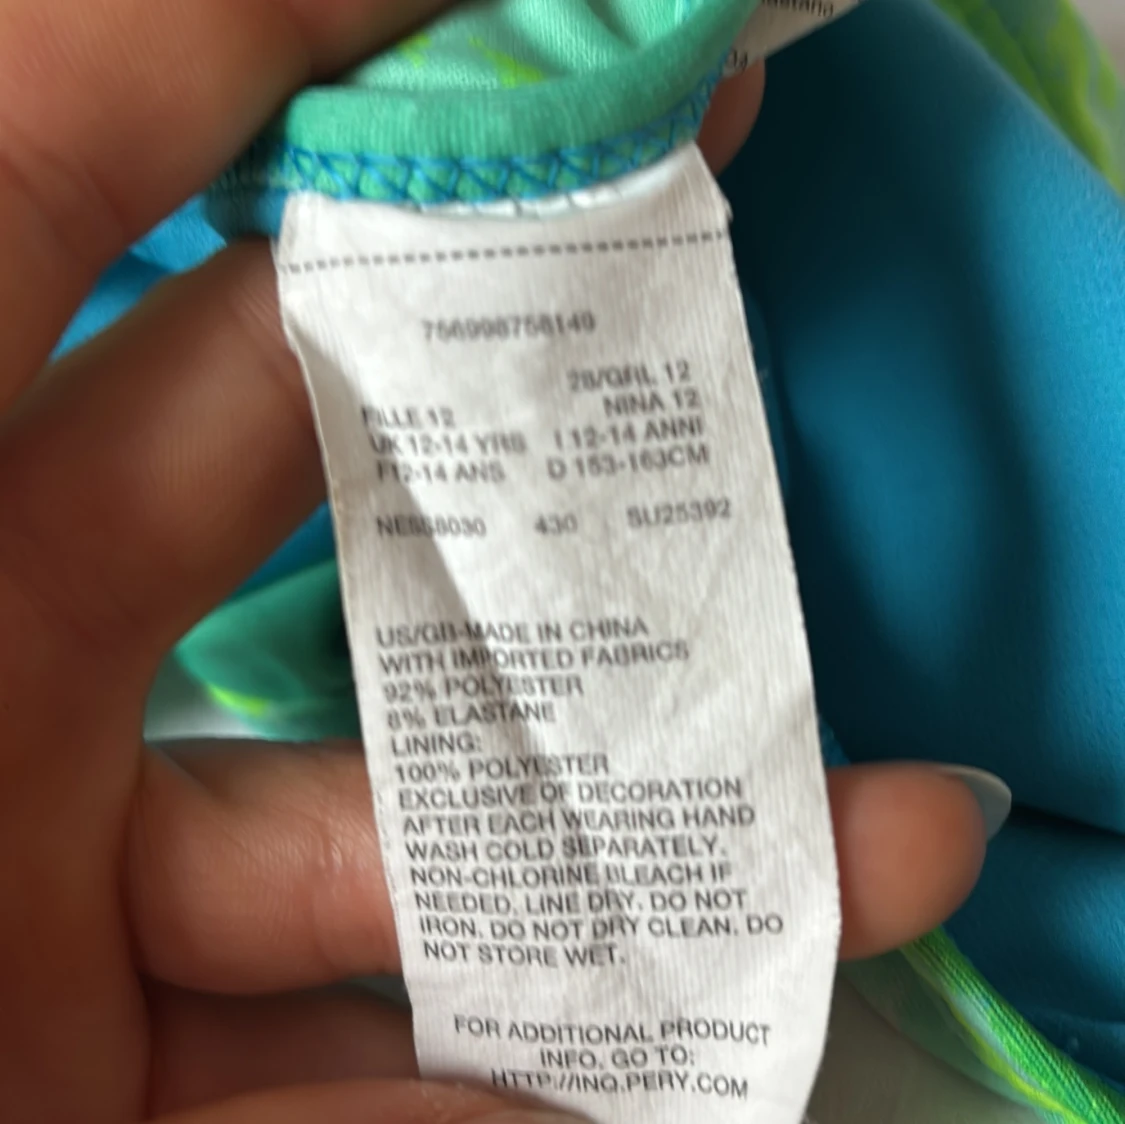 756998758149
28/GRL 12
FILLE 12 NINA 12
UK 12-14 YRS I 12-14 ANNI
F12-14 ANS D 153-163CM
NESS8030 430 SU25392
US/GB-MADE IN CHINA
WITH IMPORTED FABRICS
92% POLYESTER
8% ELASTANE
LINING:
100% POLYESTER
EXCLUSIVE OF DECORATION
AFTER EACH WEARING HAND
WASH COLD SEPARATELY.
NON-CHLORINE BLEACH IF
NEEDED. LINE DRY. DO NOT
IRON. DO NOT DRY CLEAN. DO
NOT STORE WET.
FOR ADDITIONAL PRODUCT
INFO. GO TO:
HTTP://INQ.PERY.COM